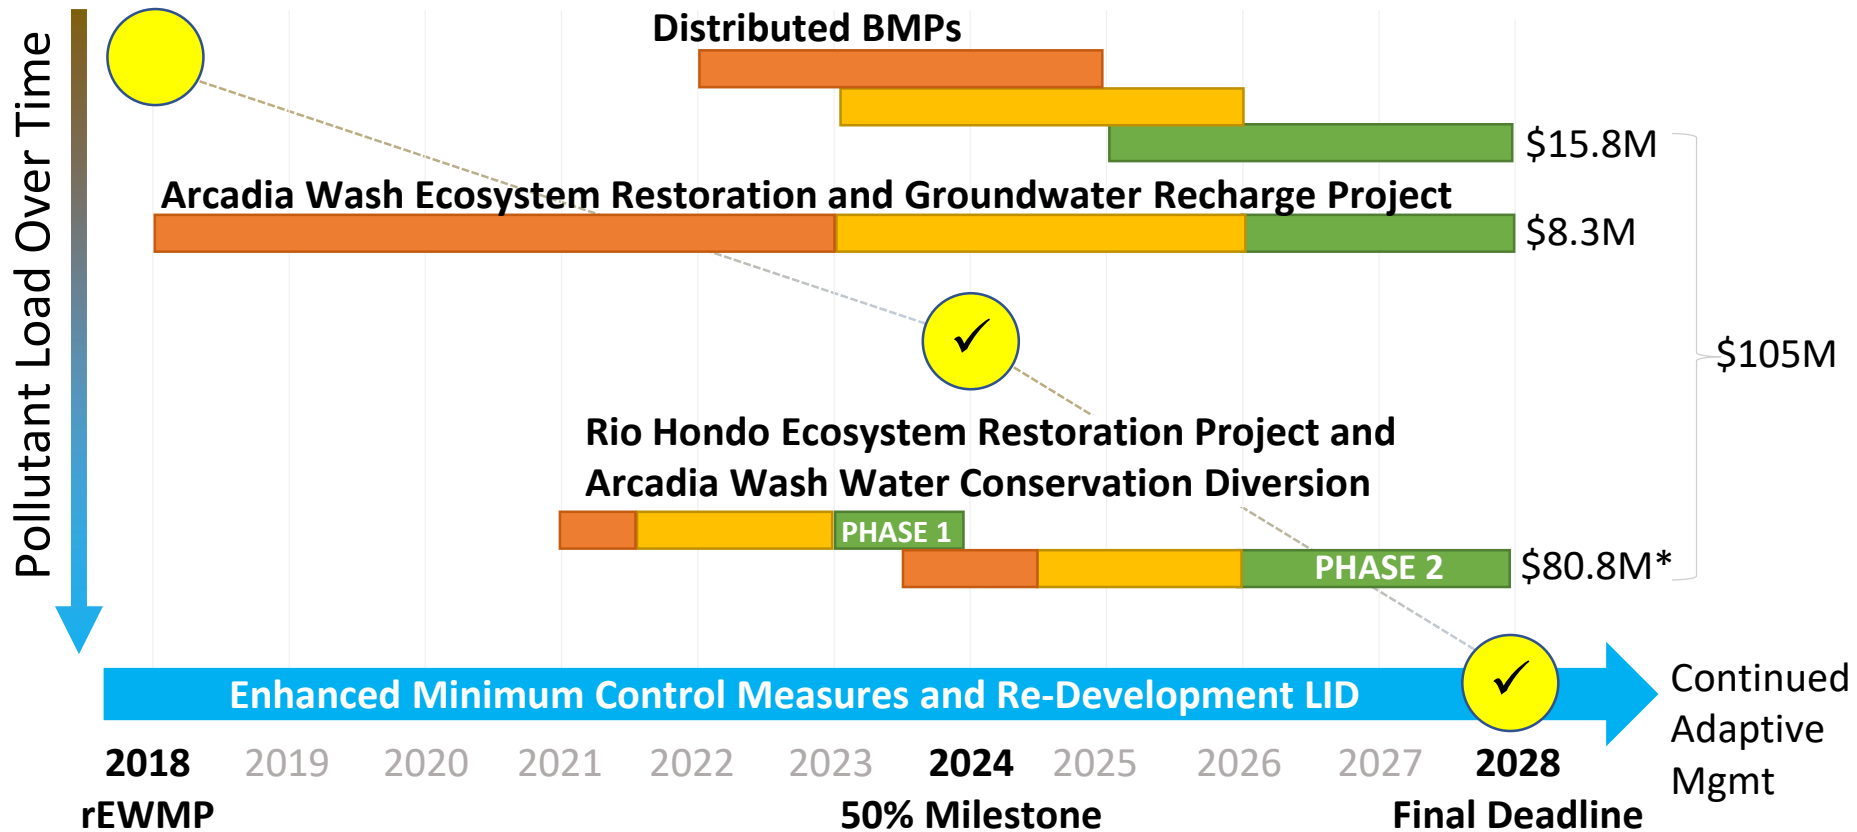 Pollutant Load Over Time
Distributed BMPs
$15.8M
Arcadia Wash Ecosystem Restoration and Groundwater Recharge Project
$8.3M
✓
$105M
Rio Hondo Ecosystem Restoration Project and
Arcadia Wash Water Conservation Diversion
PHASE 1
PHASE 2
$80.8M*
Enhanced Minimum Control Measures and Re-Development LID
✓
Continued
Adaptive
Mgmt
2018 2019 2020 2021 2022 2023 2024 2025 2026 2027 2028
rEWMP 50% Milestone Final Deadline